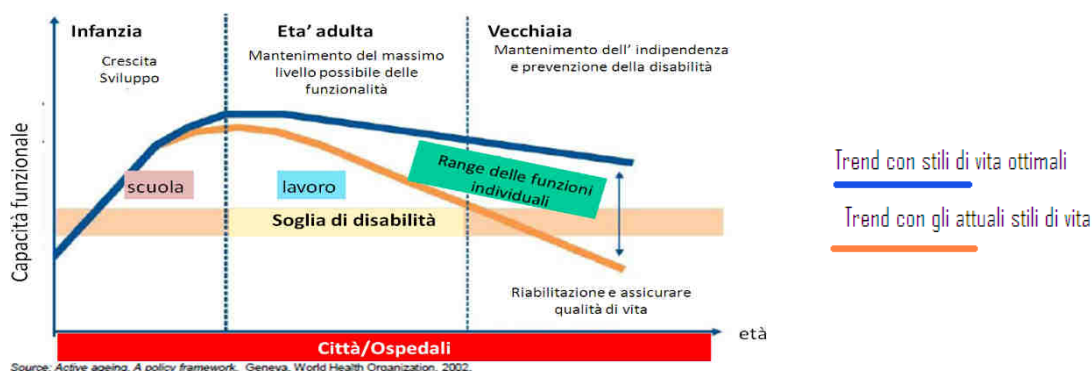 Infanzia
Crescita
Sviluppo
Eta’ adulta
Mantenimento del massimo
livello possibile delle
funzionalità
Vecchiaia
Mantenimento dell’ indipendenza
e prevenzione della disabilità
Capacità funzionale
scuola
lavoro
Range delle funzioni
individuali
Soglia di disabilità
Riabilitazione e assicurare
qualità di vita
età
Città/Ospedali
Source: Active ageing. A policy framework. Geneva, World Health Organization, 2002.
Trend con stili di vita ottimali
Trend con gli attuali stili di vita